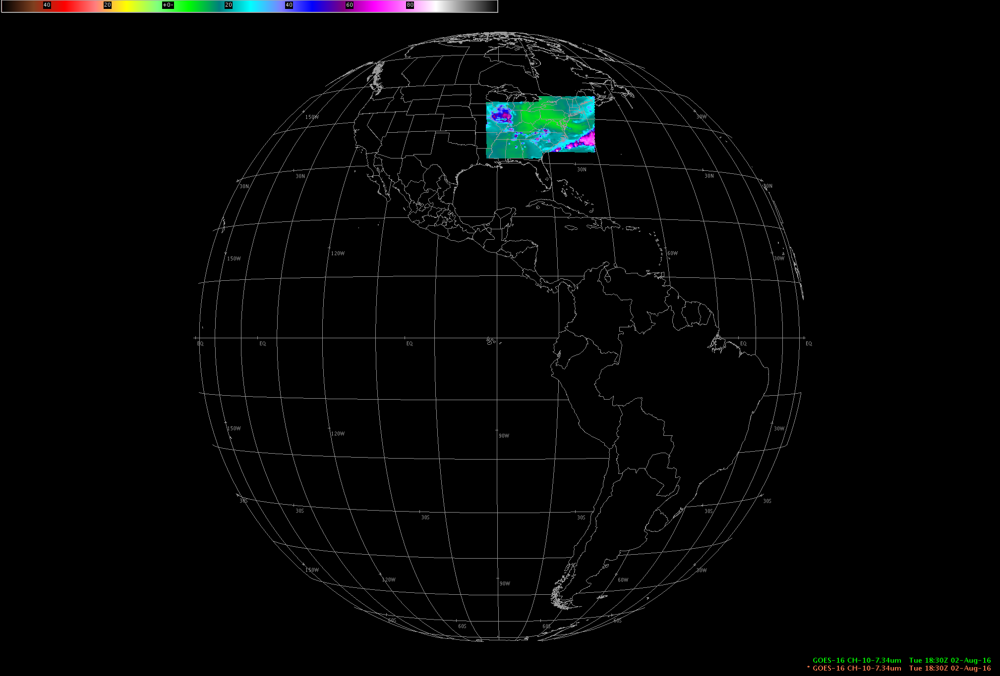 40 20 +0- 20 40 60 80
150W 30W
30N 30N 30N 30N 30N
150W 120W 60W 30W
EQ EQ EQ EQ EQ
150W 120W 90W 30W
30S 30S 30S 30S 30S 30S
150W 120W 90W 60W 30W
60S 60S 60S 60S
GOES-16 CH-10-7.34um Tue 18:30Z 02-Aug-16
* GOES-16 CH-10-7.34um Tue 18:30Z 02-Aug-16